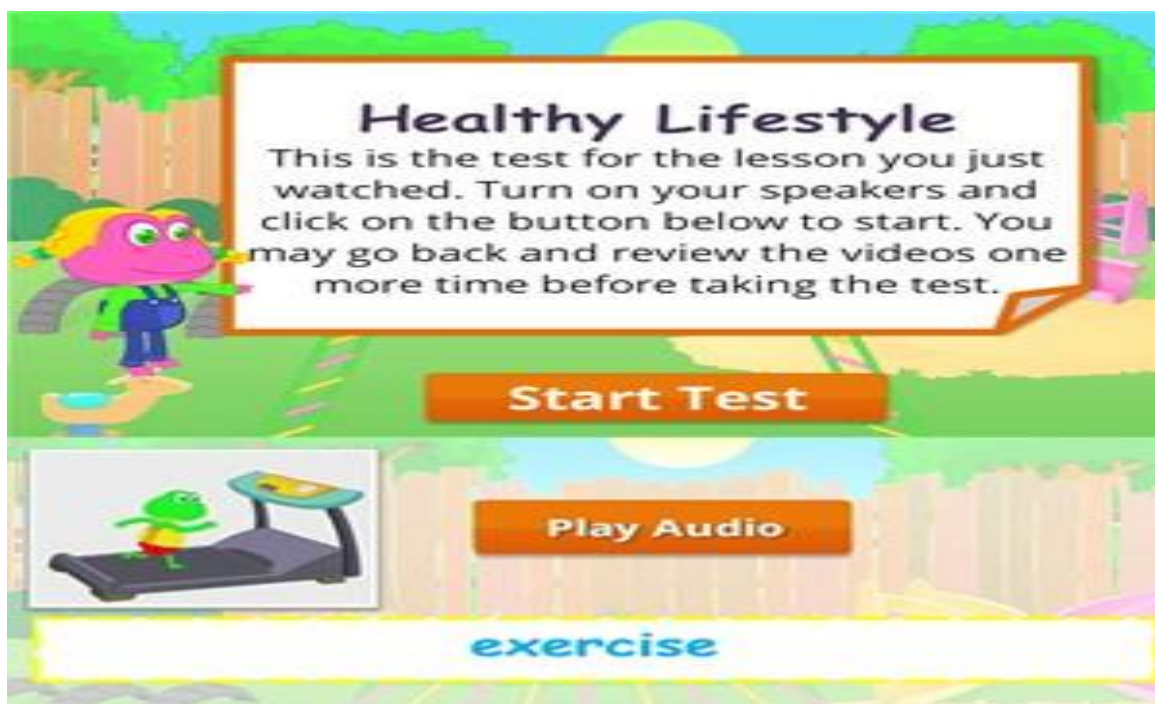 Healthy Lifestyle
This is the test for the lesson you just
watched. Turn on your speakers and
click on the button below to start. You
may go back and review the videos one
more time before taking the test.
Start Test
Play Audio
exercise